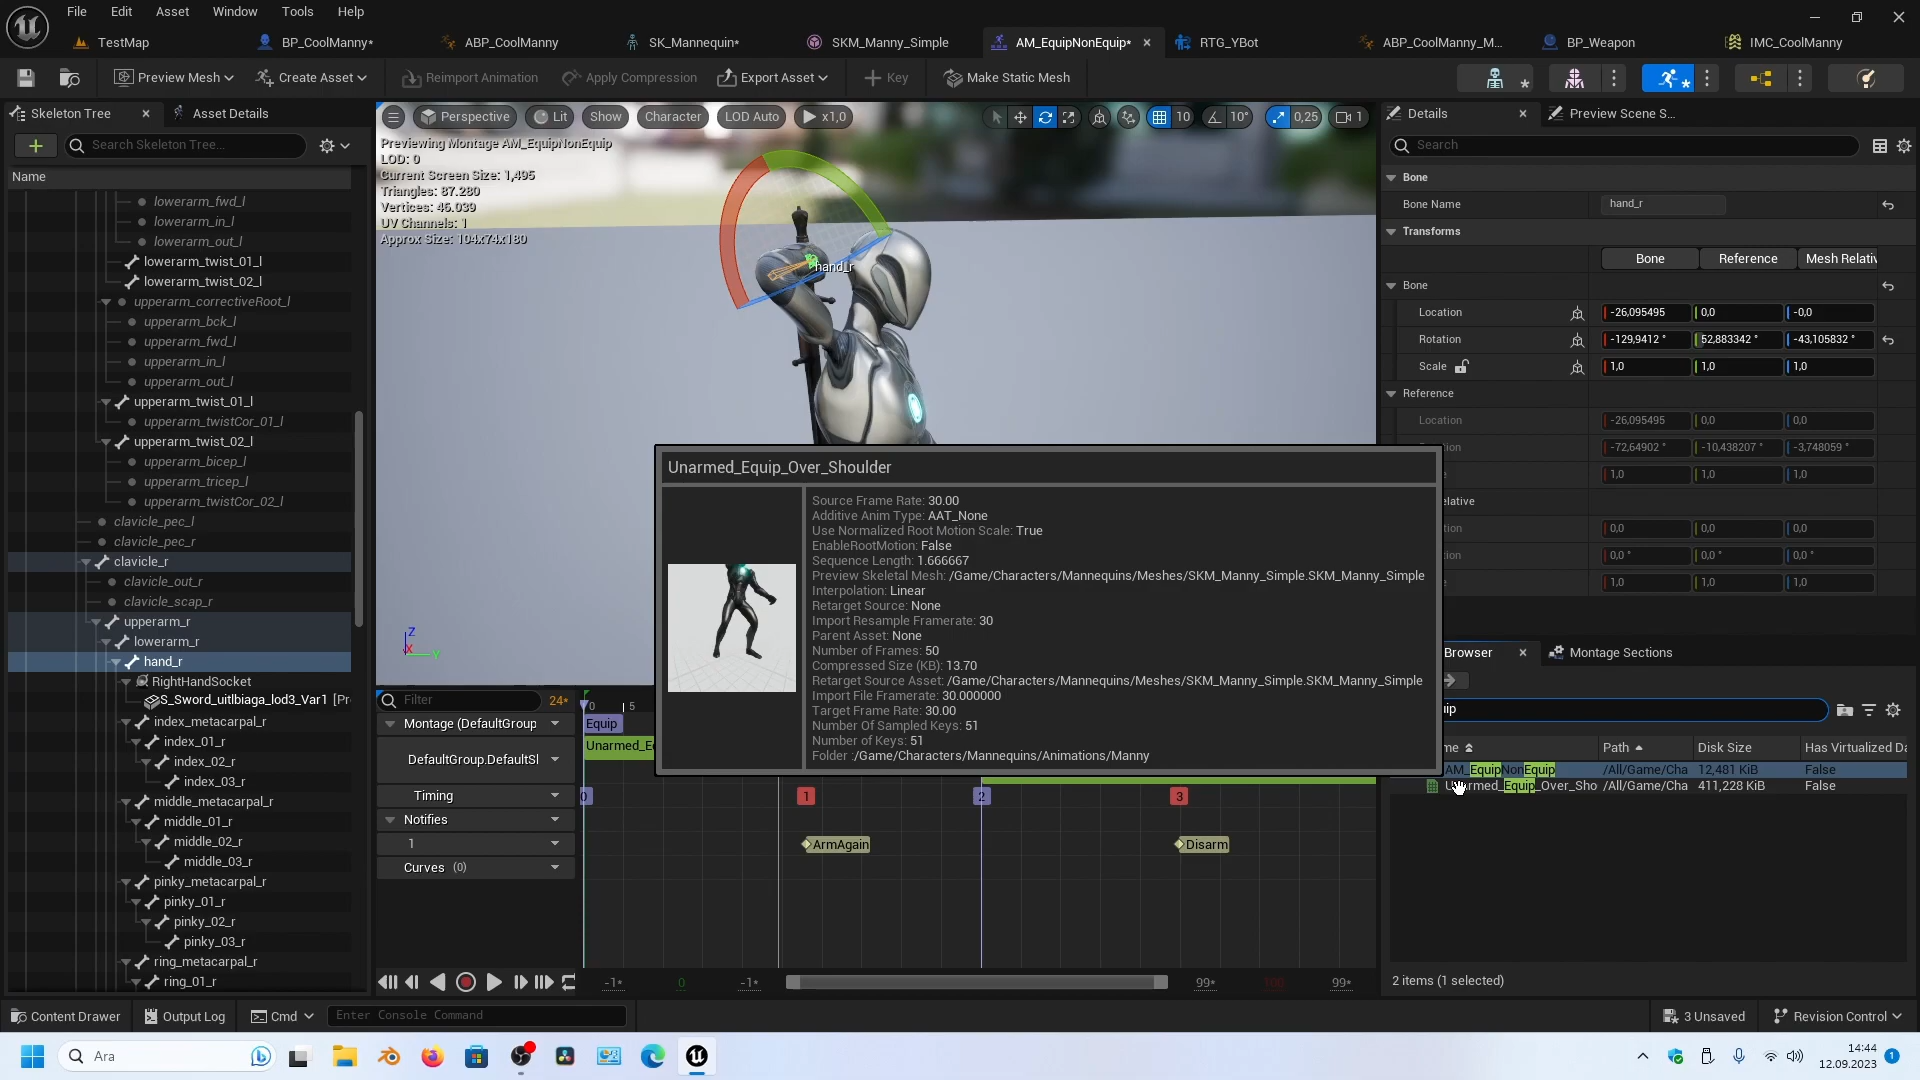 File Edit Asset Window Tools Help
TestMap BP_CoolManny* ABP_CoolManny SK_Mannequin* SKM_Manny_Simple AM_EquipNonEquip* RTG_YBot ABP_CoolManny_M... BP_Weapon IMC_CoolManny
Preview Mesh Create Asset Reimport Animation Apply Compression Export Asset Key Make Static Mesh
Skeleton Tree Asset Details
Search Skeleton Tree...
Name
lowerarm_fwd_l
lowerarm_in_l
lowerarm_out_l
lowerarm_twist_01_l
lowerarm_twist_02_l
upperarm_correctiveRoot_l
upperarm_bck_l
upperarm_fwd_l
upperarm_in_l
upperarm_out_l
upperarm_twist_01_l
upperarm_twistCor_01_l
upperarm_twist_02_l
upperarm_bicep_l
upperarm_tricep_l
upperarm_twistCor_02_l
clavicle_pec_l
clavicle_pec_r
clavicle_r
clavicle_out_r
clavicle_scap_r
upperarm_r
lowerarm_r
hand_r
RightHandSocket
S_Sword_uitlbiaga_lod3_Var1 [Pr
index_metacarpal_r
index_01_r
index_02_r
index_03_r
middle_metacarpal_r
middle_01_r
middle_02_r
middle_03_r
pinky_metacarpal_r
pinky_01_r
pinky_02_r
pinky_03_r
ring_metacarpal_r
ring_01_r
Perspective Lit Show Character LOD Auto x1,0 10 10° 0,25 1
Previewing Montage AM_EquipNonEquip
LOD: 0
Current Screen Size: 1,495
Triangles: 87.280
Vertices: 46.039
UV Channels: 1
Approx Size: 104x74x180
hand_r
Z
X
Y
Unarmed_Equip_Over_Shoulder
Source Frame Rate: 30.00
Additive Anim Type: AAT_None
Use Normalized Root Motion Scale: True
EnableRootMotion: False
Sequence Length: 1.666667
Preview Skeletal Mesh: /Game/Characters/Mannequins/Meshes/SKM_Manny_Simple.SKM_Manny_Simple
Interpolation: Linear
Retarget Source: None
Import Resample Framerate: 30
Parent Asset: None
Number of Frames: 50
Compressed Size (KB): 13.70
Retarget Source Asset: /Game/Characters/Mannequins/Meshes/SKM_Manny_Simple.SKM_Manny_Simple
Import File Framerate: 30.000000
Target Frame Rate: 30.00
Number Of Sampled Keys: 51
Number of Keys: 51
Folder :/Game/Characters/Mannequins/Animations/Manny
Filter 24* 0 5
Montage (DefaultGroup Equip
DefaultGroup.DefaultSl Unarmed_E
Timing 0 1 2 3
Notifies
1 ArmAgain Disarm
Curves (0)
-1* 0 -1* 99* 100 99*
Details Preview Scene S...
Search
Bone
Bone Name hand_r
Transforms
Bone Reference Mesh Relativ
Bone
Location -26,095495 0,0 -0,0
Rotation -129,9412 ° 52,883342 ° -43,105832 °
Scale 1,0 1,0 1,0
Reference
Location -26,095495 0,0 0,0
-72,64902 ° -10,438207 ° -3,748059 °
1,0 1,0 1,0
elative
0,0 0,0 0,0
0,0 ° 0,0 ° 0,0 °
1,0 1,0 1,0
Browser Montage Sections
ip
me Path Disk Size Has Virtualized Da
AM_EquipNonEquip /All/Game/Cha 12,481 KiB False
Unarmed_Equip_Over_Sho /All/Game/Cha 411,228 KiB False
2 items (1 selected)
Content Drawer Output Log Cmd Enter Console Command 3 Unsaved Revision Control
Ara
14:44
12.09.2023
1